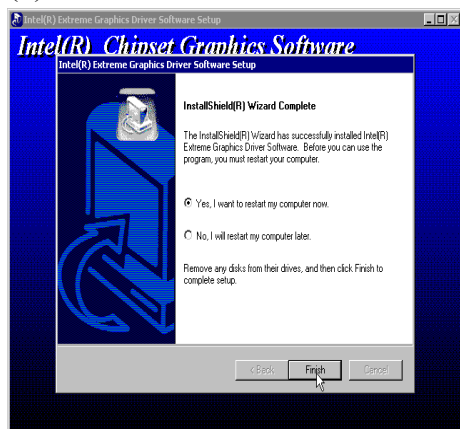 Intel(R) Extreme Graphics Driver Software Setup
Intel(R) Chipset Graphics Software
Intel(R) Extreme Graphics Driver Software Setup
InstallShield(R) Wizard Complete
The InstallShield(R) Wizard has successfully installed Intel(R)
Extreme Graphics Driver Software. Before you can use the
program, you must restart your computer.
Yes, I want to restart my computer now.
No, I will restart my computer later.
Remove any disks from their drives, and then click Finish to
complete setup.
< Back Finish Cancel